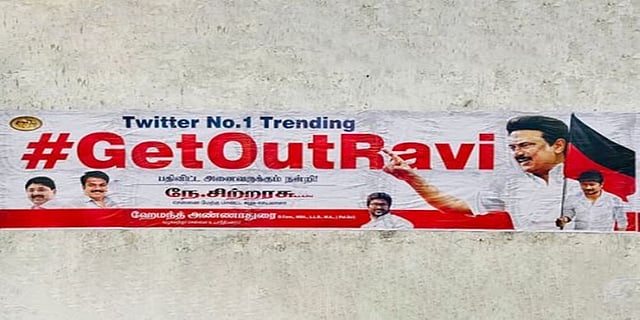 Twitter No.1 Trending
#GetOutRavi
பதிவிட்ட அனைவருக்கும் நன்றி!
நே.சிற்றரசு
ஹேமந்த் அண்ணாதுரை